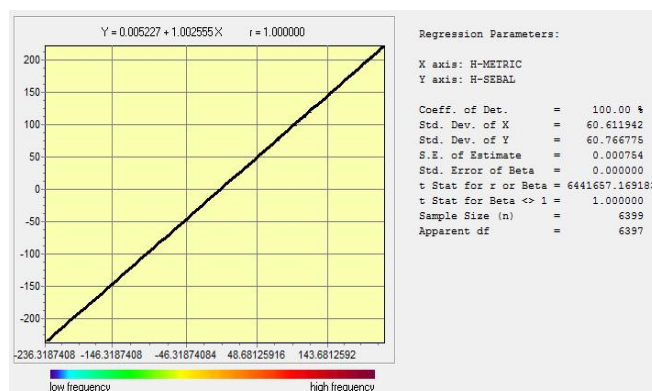 Y = 0.005227 + 1.002555 X r = 1.000000
200
150
100
50
0
-50
-100
-150
-200
-236.3187408 -146.3187408 -46.31874084 48.68125916 143.6812592
low frequency high frequency
Regression Parameters:
X axis: H-METRIC
Y axis: H-SEBAL
Coeff. of Det. = 100.00 %
Std. Dev. of X = 60.611942
Std. Dev. of Y = 60.766775
S.E. of Estimate = 0.000754
Std. Error of Beta = 0.000000
t Stat for r or Beta = 6441657.169183
t Stat for Beta <> 1 = 1.000000
Sample Size (n) = 6399
Apparent df = 6397